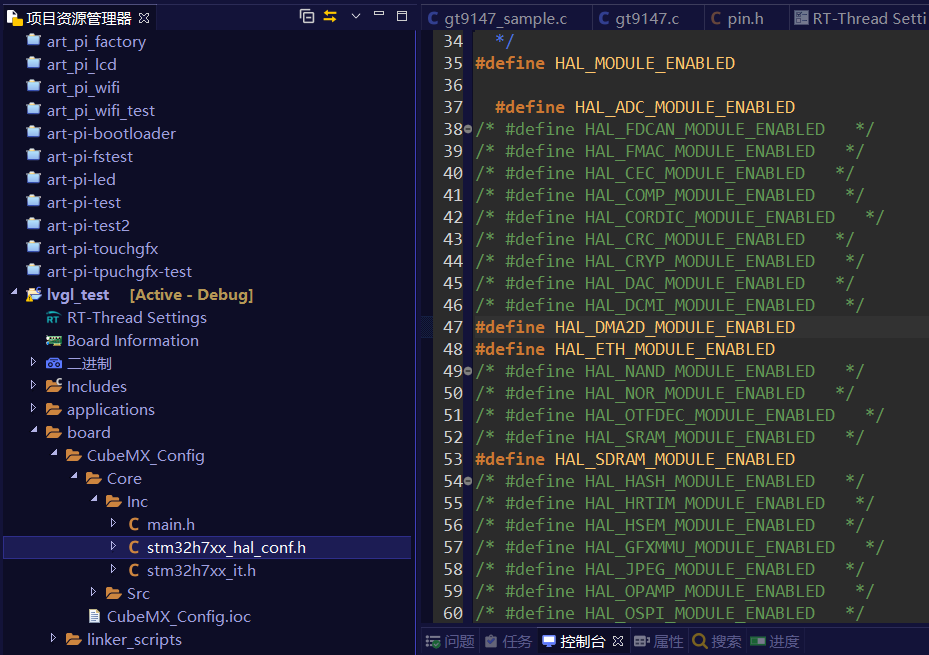 项目资源管理器
art_pi_factory
art_pi_lcd
art_pi_wifi
art_pi_wifi_test
art-pi-bootloader
art-pi-fstest
art-pi-led
art-pi-test
art-pi-test2
art-pi-touchgfx
art-pi-tpuchgfx-test
lvgl_test [Active - Debug]
RT-Thread Settings
Board Information
二进制
Includes
applications
board
CubeMX_Config
Core
Inc
main.h
stm32h7xx_hal_conf.h
stm32h7xx_it.h
Src
CubeMX_Config.ioc
linker_scripts
gt9147_sample.c gt9147.c pin.h RT-Thread Setti
34 */
35 #define HAL_MODULE_ENABLED
36
37 #define HAL_ADC_MODULE_ENABLED
38 /* #define HAL_FDCAN_MODULE_ENABLED */
39 /* #define HAL_FMAC_MODULE_ENABLED */
40 /* #define HAL_CEC_MODULE_ENABLED */
41 /* #define HAL_COMP_MODULE_ENABLED */
42 /* #define HAL_CORDIC_MODULE_ENABLED */
43 /* #define HAL_CRC_MODULE_ENABLED */
44 /* #define HAL_CRYP_MODULE_ENABLED */
45 /* #define HAL_DAC_MODULE_ENABLED */
46 /* #define HAL_DCMI_MODULE_ENABLED */
47 #define HAL_DMA2D_MODULE_ENABLED
48 #define HAL_ETH_MODULE_ENABLED
49 /* #define HAL_NAND_MODULE_ENABLED */
50 /* #define HAL_NOR_MODULE_ENABLED */
51 /* #define HAL_OTFDEC_MODULE_ENABLED */
52 /* #define HAL_SRAM_MODULE_ENABLED */
53 #define HAL_SDRAM_MODULE_ENABLED
54 /* #define HAL_HASH_MODULE_ENABLED */
55 /* #define HAL_HRTIM_MODULE_ENABLED */
56 /* #define HAL_HSEM_MODULE_ENABLED */
57 /* #define HAL_GFXMMU_MODULE_ENABLED */
58 /* #define HAL_JPEG_MODULE_ENABLED */
59 /* #define HAL_OPAMP_MODULE_ENABLED */
60 /* #define HAL_OSPI_MODULE_ENABLED */
问题 任务 控制台 属性 搜索 进度